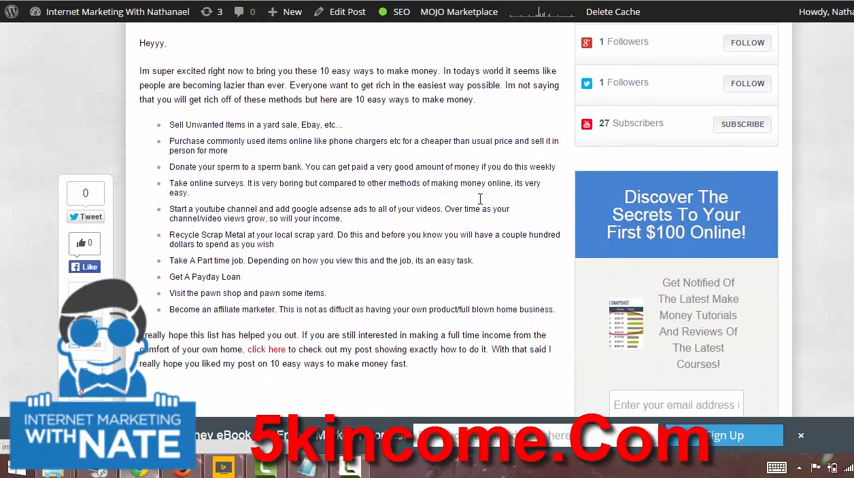 Internet Marketing With Nathanael 3 0 New Edit Post SEO MOJO Marketplace Delete Cache Howdy, Nath
Heyyy,
Im super excited right now to bring you these 10 easy ways to make money. In todays world it seems like
people are becoming lazier than ever. Everyone want to get rich in the easiest way possible. Im not saying
that you will get rich off of these methods but here are 10 easy ways to make money.
Sell Unwanted Items in a yard sale, Ebay, etc...
Purchase commonly used items online like phone chargers etc for a cheaper than usual price and sell it in
person for more
Donate your sperm to a sperm bank. You can get paid a very good amount of money if you do this weekly
Take online surveys. It is very boring but compared to other methods of making money online, its very
easy.
Start a youtube channel and add google adsense ads to all of your videos. Over time as your
channel/video views grow, so will your income.
Recycle Scrap Metal at your local scrap yard. Do this and before you know you will have a couple hundred
dollars to spend as you wish
Take A Part time job. Depending on how you view this and the job, its an easy task.
Get A Payday Loan
Visit the pawn shop and pawn some items.
Become an affiliate marketer. This is not as difficlt as having your own product/full blown home business.
really hope this list has helped you out. If you are still interested in making a full time income from the
comfort of your own home, click here to check out my post showing exactly how to do it. With that said I
really hope you liked my post on 10 easy ways to make money fast.
1 Followers FOLLOW
1 Followers FOLLOW
27 Subscribers SUBSCRIBE
Discover The
Secrets To Your
First $100 Online!
Get Notified Of
The Latest Make
Money Tutorials
And Reviews Of
The Latest
Courses!
Enter your email address
0
Tweet
0
Like
INTERNET MARKETING
WITH NATE
eBook
here
Sign Up
×
5kincome.Com